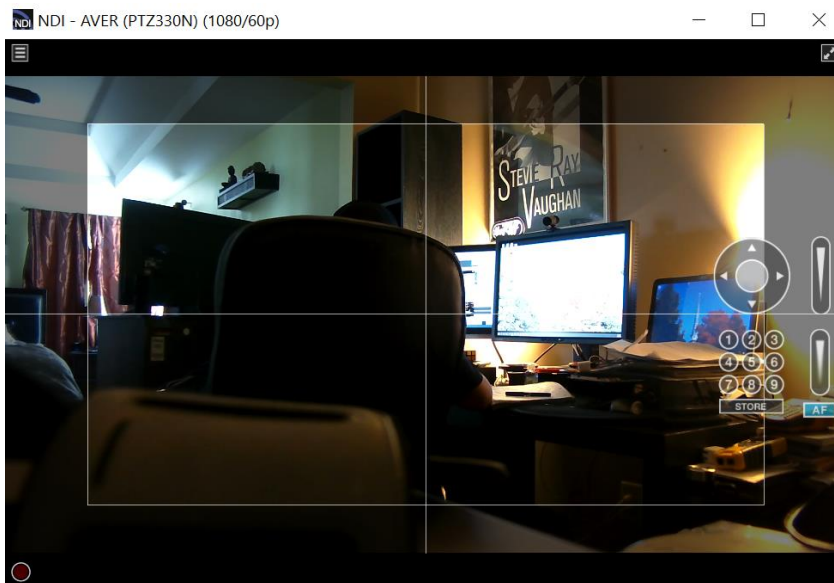 NDI
NDI - AVER (PTZ330N) (1080/60p)
STEVIE RAY
VAUGHAN
1 2 3
4 5 6
7 8 9
STORE
AF